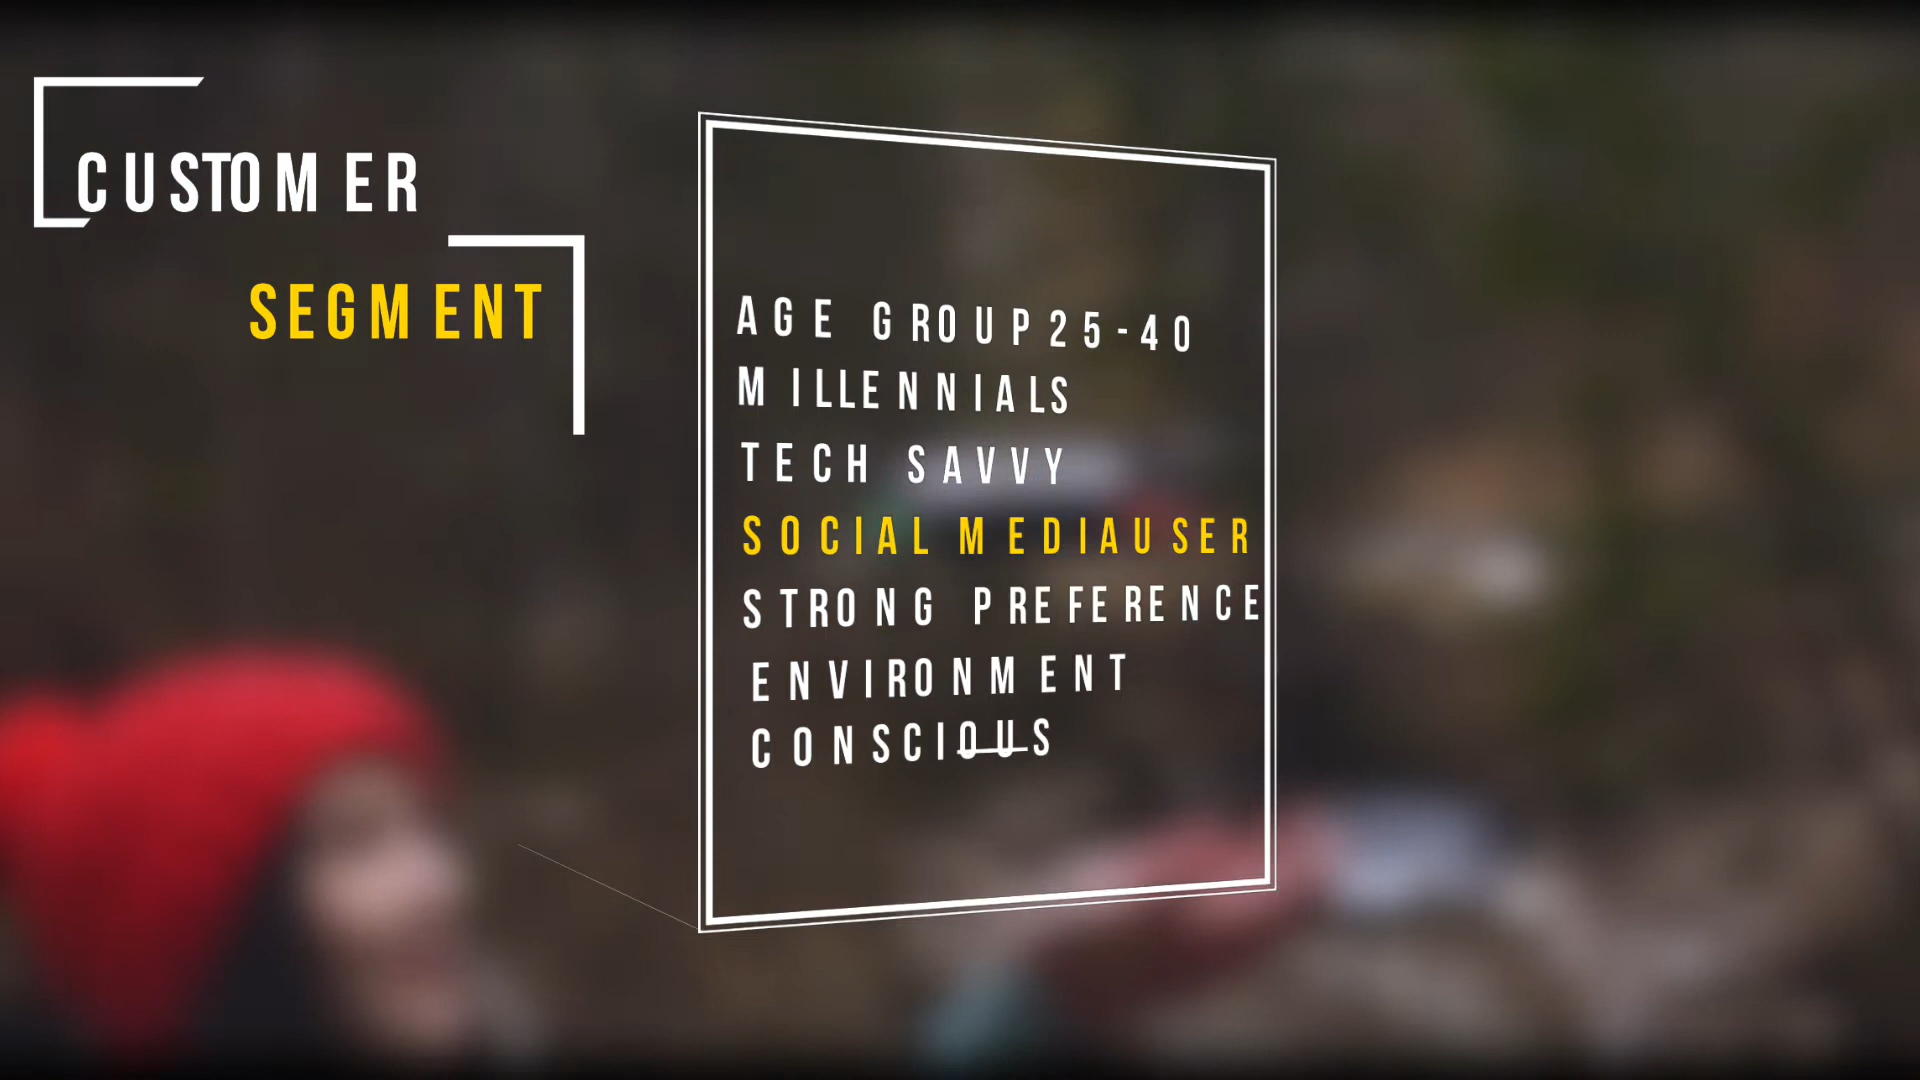 CUSTOMER
SEGMENT
AGE GROUP 25-40
MILLENNIALS
TECH SAVVY
SOCIAL MEDIA USER
STRONG PREFERENCE
ENVIRONMENT
CONSCIOUS